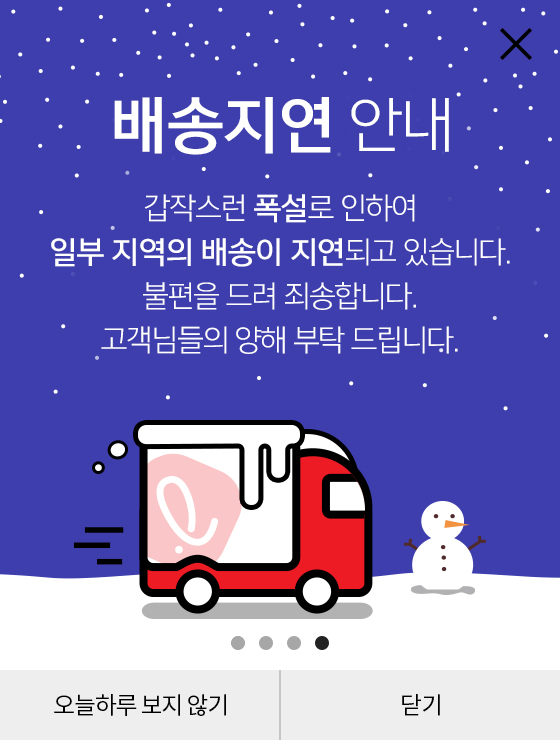 배송지연 안내
갑작스런 폭설로 인하여
일부 지역의 배송이 지연되고 있습니다.
불편을 드려 죄송합니다.
고객님들의 양해 부탁 드립니다.
오늘하루 보지 않기
닫기